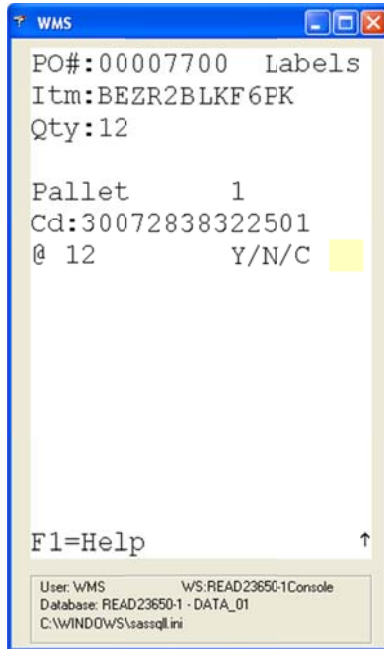 WMS
PO#:00007700 Labels
Itm:BEZR2BLKF6PK
Qty:12
Pallet 1
Cd:30072838322501
@ 12 Y/N/C
F1=Help ↑
User: WMS WS:READ23650-1Console
Database: READ23650-1 - DATA_01
C:\WINDOWS\sassqll.ini